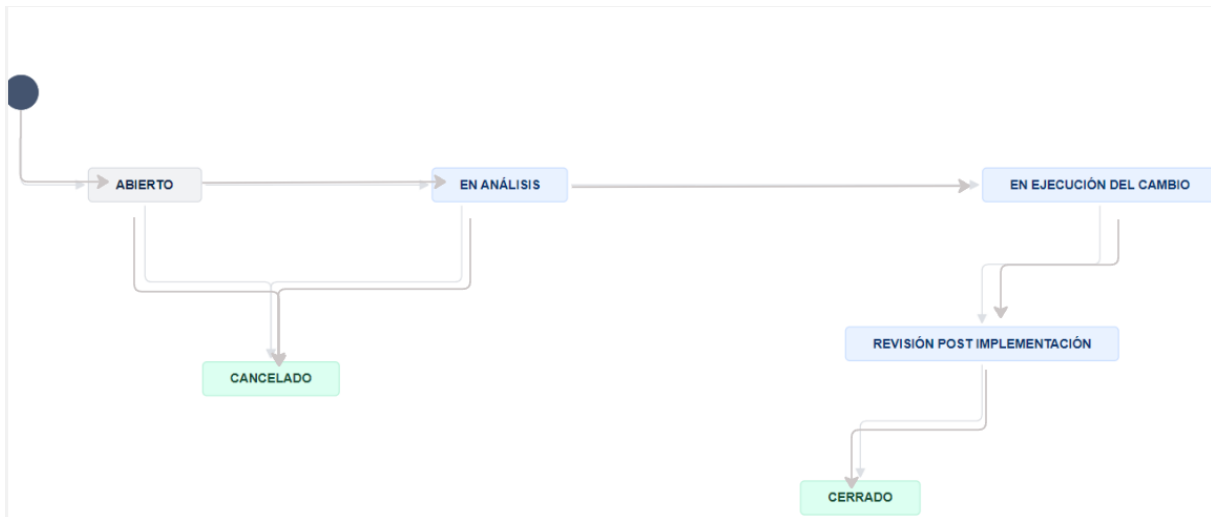 ABIERTO
EN ANÁLISIS
EN EJECUCIÓN DEL CAMBIO
REVISIÓN POST IMPLEMENTACIÓN
CANCELADO
CERRADO